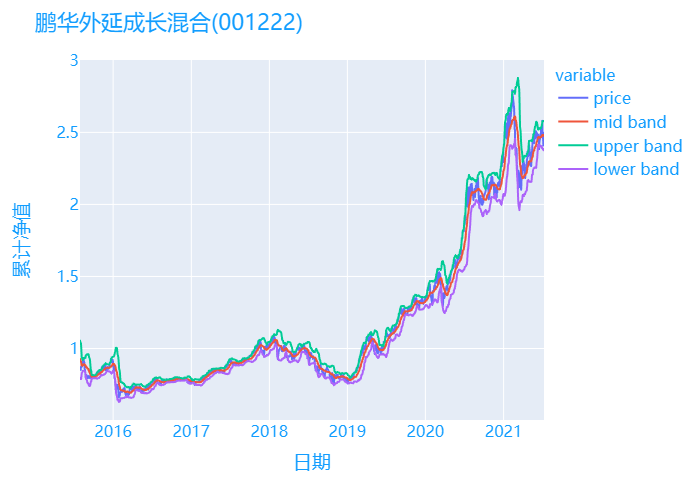 鹏华外延成长混合(001222)
3
2.5
2
1.5
1
累计净值
2016
2017
2018
2019
2020
2021
日期
variable
price
mid band
upper band
lower band